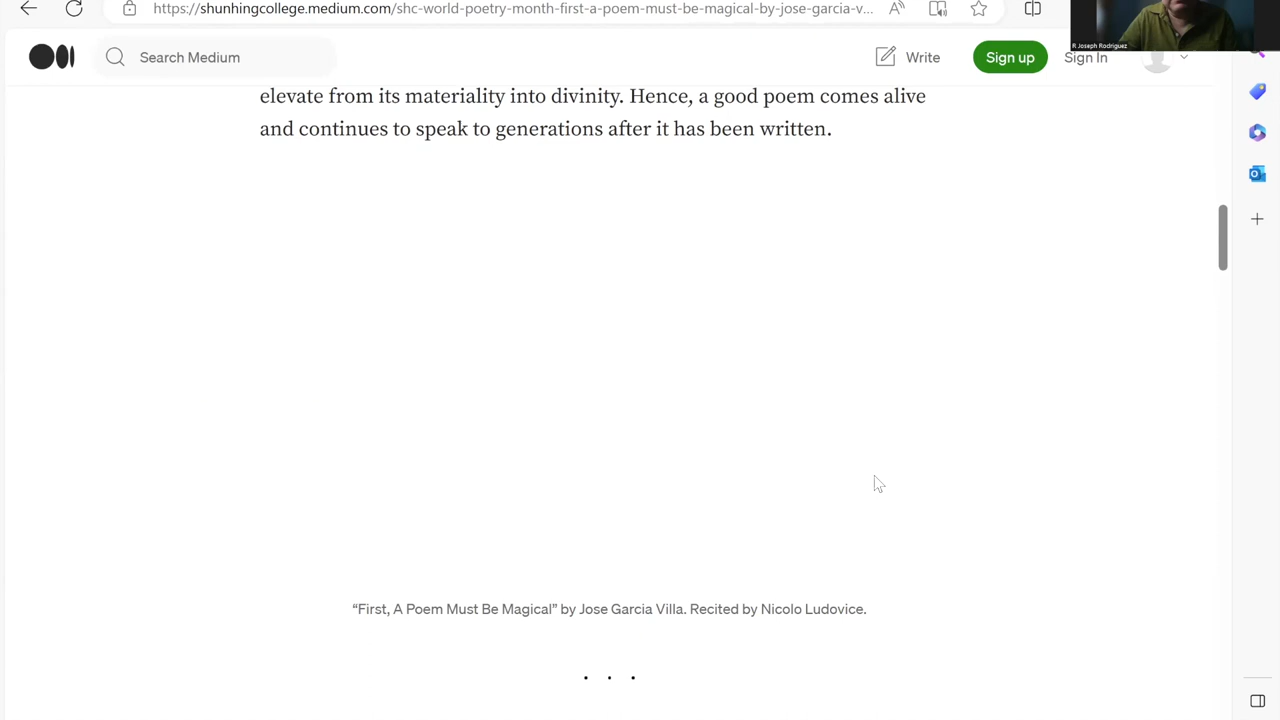 https://shunhingcollege.medium.com/shc-world-poetry-month-first-a-poem-must-be-magical-by-jose-garcia-v...
R Joseph Rodriguez
Search Medium
Write
Sign up
Sign In
elevate from its materiality into divinity. Hence, a good poem comes alive
and continues to speak to generations after it has been written.
“First, A Poem Must Be Magical” by Jose Garcia Villa. Recited by Nicolo Ludovice.
. . .